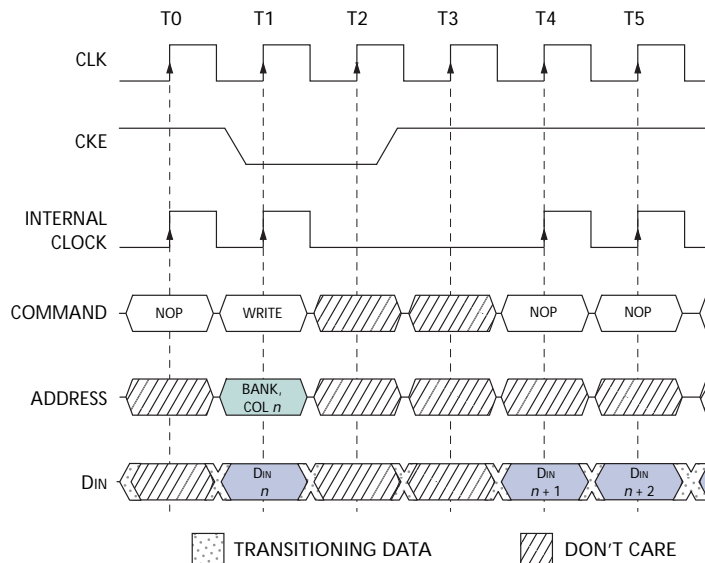 T0 T1 T2 T3 T4 T5
CLK
CKE
INTERNAL
CLOCK
COMMAND NOP WRITE NOP NOP
ADDRESS BANK,
COL n
DIN DIN
n DIN
n + 1 DIN
n + 2
TRANSITIONING DATA DON'T CARE